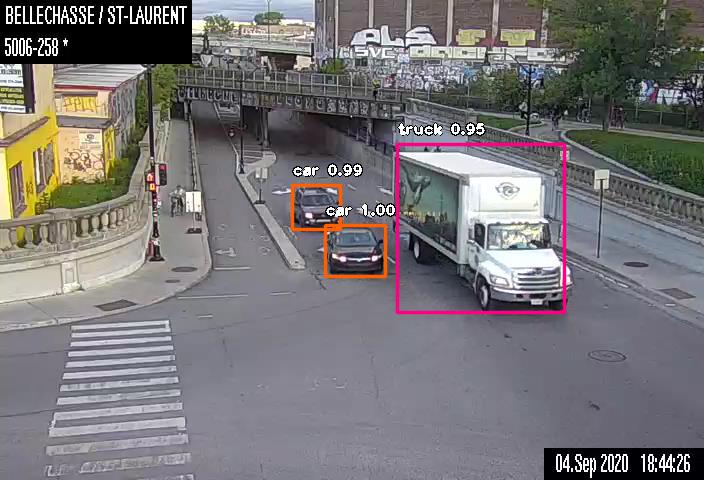 BELLECHASSE / ST-LAURENT
5006-258 *
truck 0.95
car 0.99
car 1.00
04.Sep 2020 18:44:26